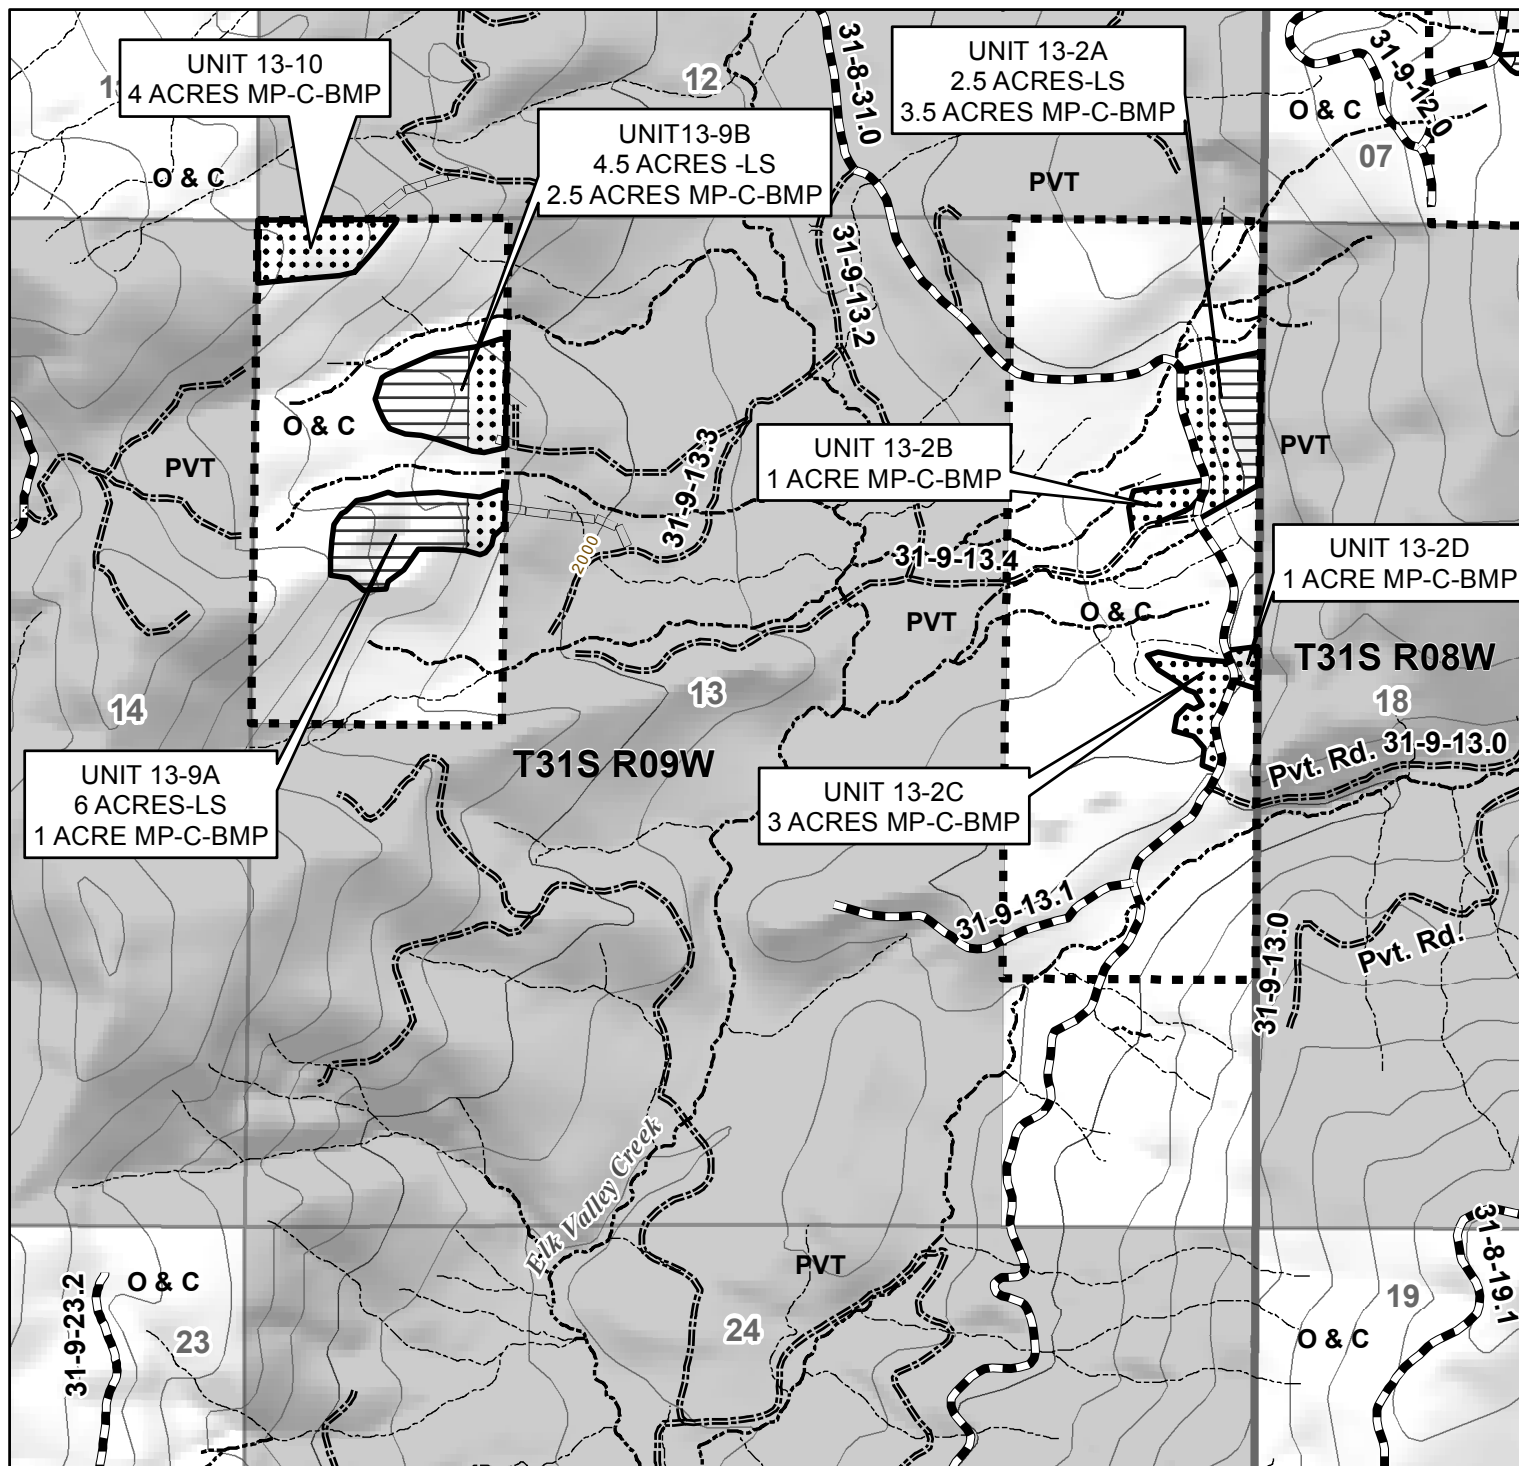 UNIT 13-10
4 ACRES MP-C-BMP
12
31-8-31.0
UNIT 13-2A
2.5 ACRES-LS
3.5 ACRES MP-C-BMP
31-9-12.0
O & C
07
UNIT13-9B
4.5 ACRES -LS
2.5 ACRES MP-C-BMP
O & C
PVT
31-9-13.2
O & C
PVT
31-9-13.3
UNIT 13-2B
1 ACRE MP-C-BMP
PVT
2000
31-9-13.4
UNIT 13-2D
1 ACRE MP-C-BMP
O & C
PVT
T31S R08W
14
13
18
T31S R09W
Pvt. Rd.
31-9-13.0
UNIT 13-9A
6 ACRES-LS
1 ACRE MP-C-BMP
UNIT 13-2C
3 ACRES MP-C-BMP
31-9-13.1
31-9-13.0
Pvt. Rd.
Elk Valley Creek
PVT
O & C
31-9-23.2
23
24
19
31-8-19.1
O & C